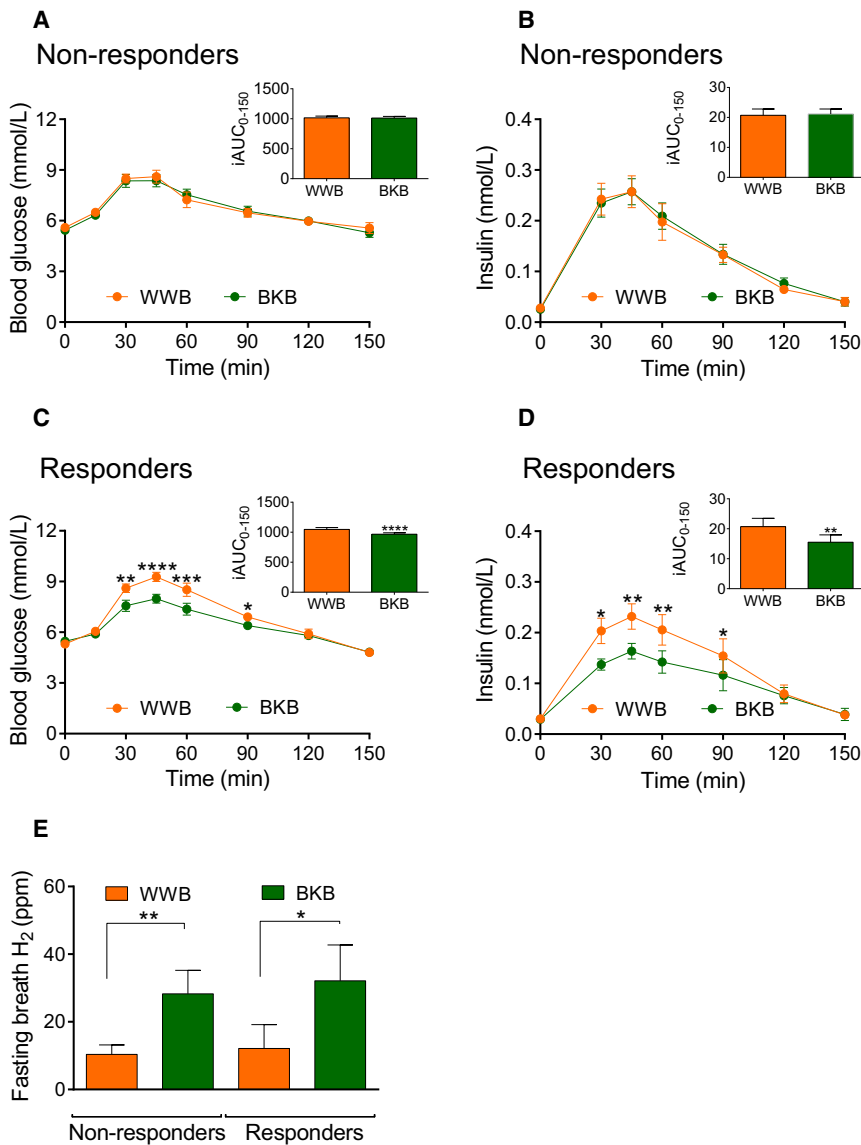 A
Non-responders
Blood glucose (mmol/L)
12
9
6
3
0
0 30 60 90 120 150
Time (min)
WWB BKB
iAUC0-150
1500
1000
500
0
WWB BKB
B
Non-responders
Insulin (nmol/L)
0.4
0.3
0.2
0.1
0.0
0 30 60 90 120 150
Time (min)
WWB BKB
iAUC0-150
30
20
10
0
WWB BKB
C
Responders
Blood glucose (mmol/L)
12
9
6
3
0
0 30 60 90 120 150
Time (min)
** **** *** *
WWB BKB
iAUC0-150
1500
1000
500
0
****
WWB BKB
D
Responders
Insulin (nmol/L)
0.4
0.3
0.2
0.1
0.0
0 30 60 90 120 150
Time (min)
* ** ** *
WWB BKB
iAUC0-150
30
20
10
0
**
WWB BKB
E
Fasting breath H2 (ppm)
60
40
20
0
WWB BKB
** *
Non-responders Responders